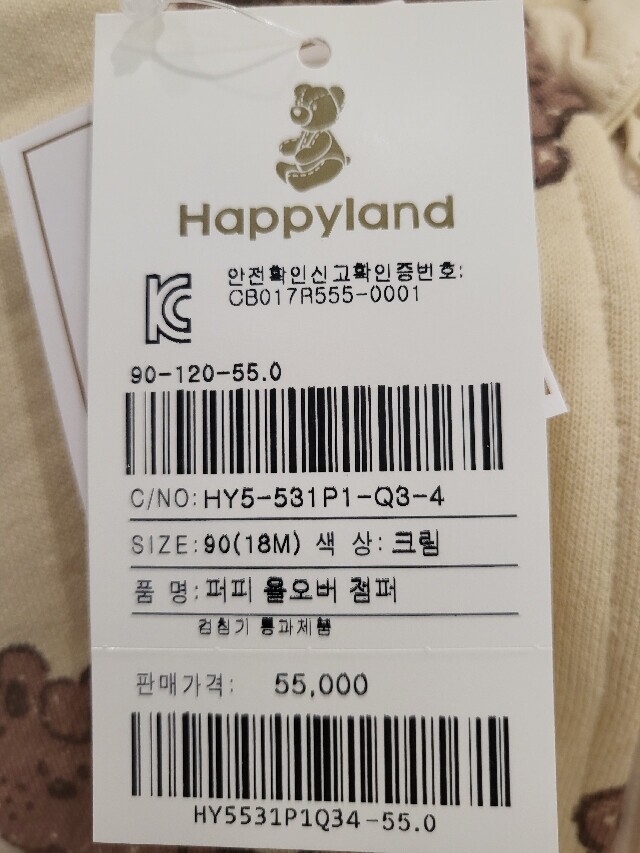 Happyland
안전확인신고확인증번호:
CB017R555-0001
90-120-55.0
C/NO: HY5-531P1-Q3-4
SIZE: 90(18M) 색 상: 크림
품 명: 퍼피 올오버 점퍼
검침기 통과제품
판매가격: 55,000
HY5531P1Q34-55.0